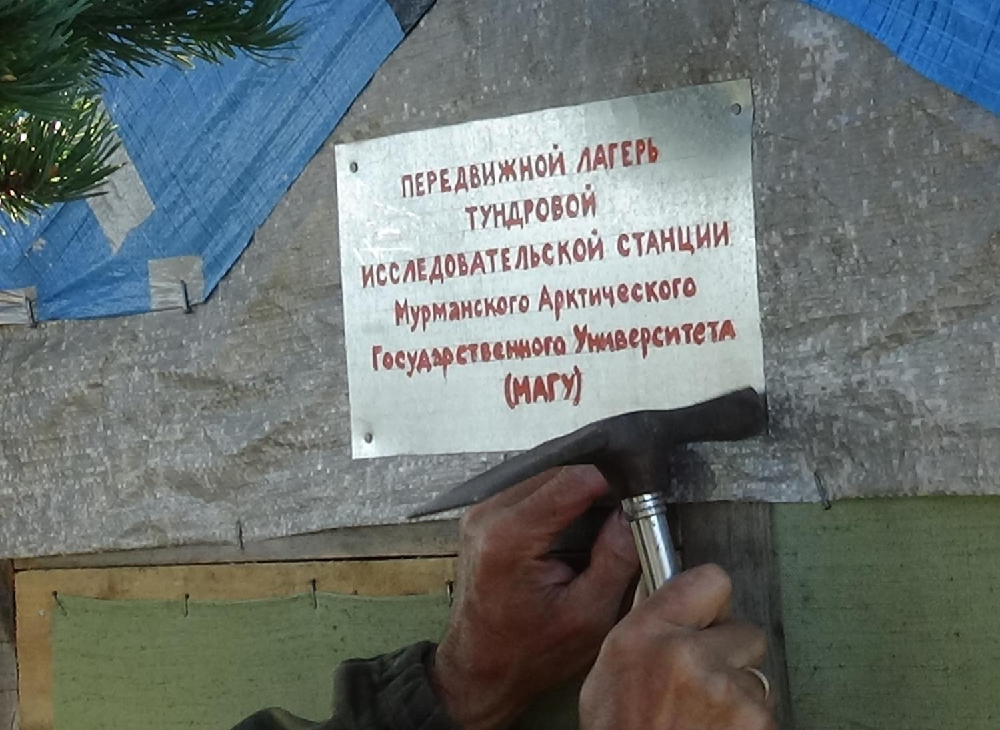 ПЕРЕДВИЖНОЙ ЛАГЕРЬ
ТУНДРОВОЙ
ИССЛЕДОВАТЕЛЬСКОЙ СТАНЦИИ
Мурманского Арктического
Государственного Университета
(МАГУ)